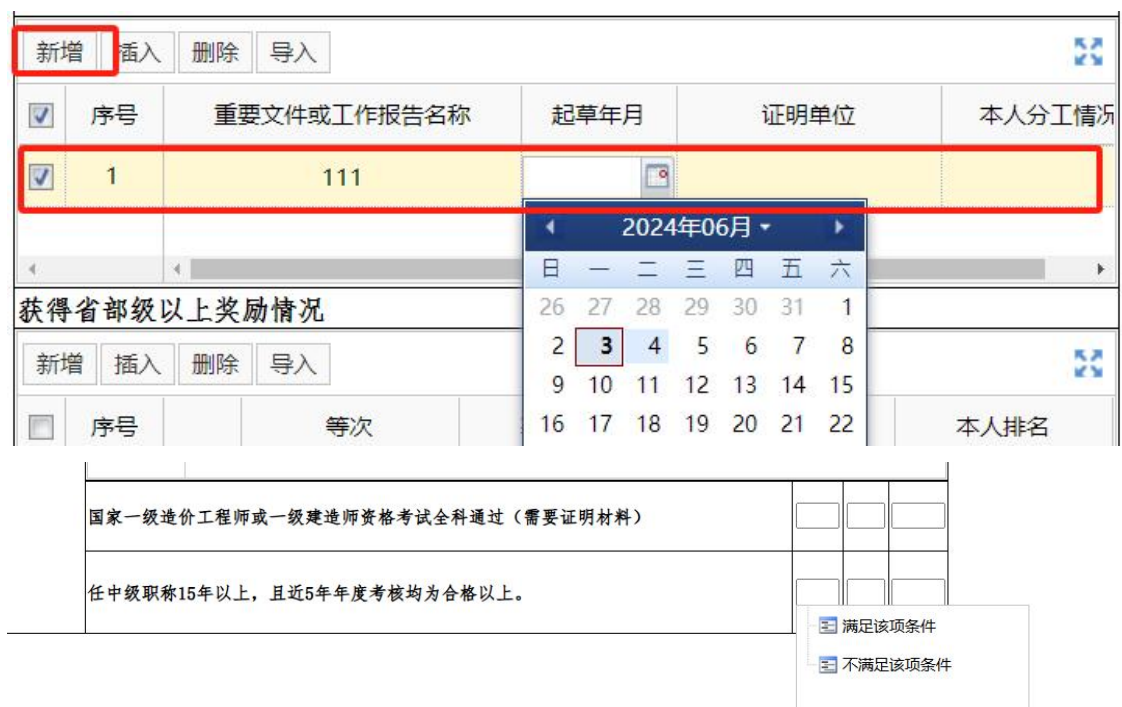 新增 插入 删除 导入
序号 重要文件或工作报告名称 起草年月 证明单位 本人分工情况
1 111
2024年06月
日 一 二 三 四 五 六
26 27 28 29 30 31 1
获得省部级以上奖励情况
2 3 4 5 6 7 8
新增 插入 删除 导入
9 10 11 12 13 14 15
序号 等次 16 17 18 19 20 21 22 本人排名
国家一级造价工程师或一级建造师资格考试全科通过（需要证明材料）
任中级职称15年以上，且近5年年度考核均为合格以上。
满足该项条件
不满足该项条件